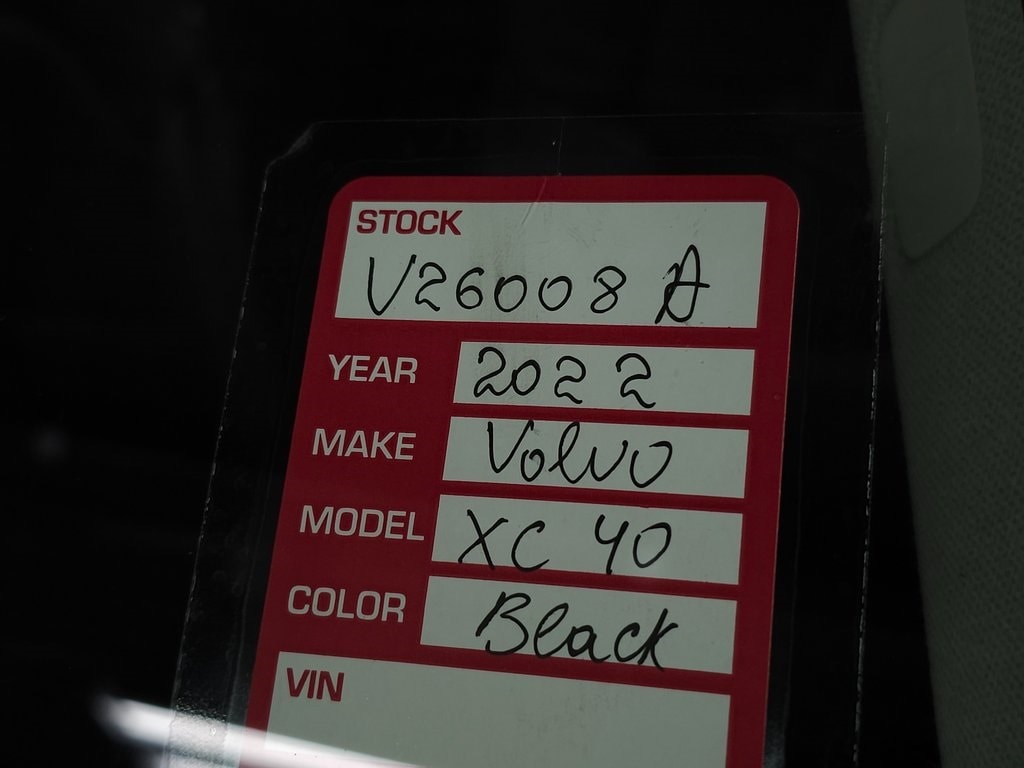 STOCK
V26008 A
YEAR 2022
MAKE Volvo
MODEL XC 40
COLOR Black
VIN